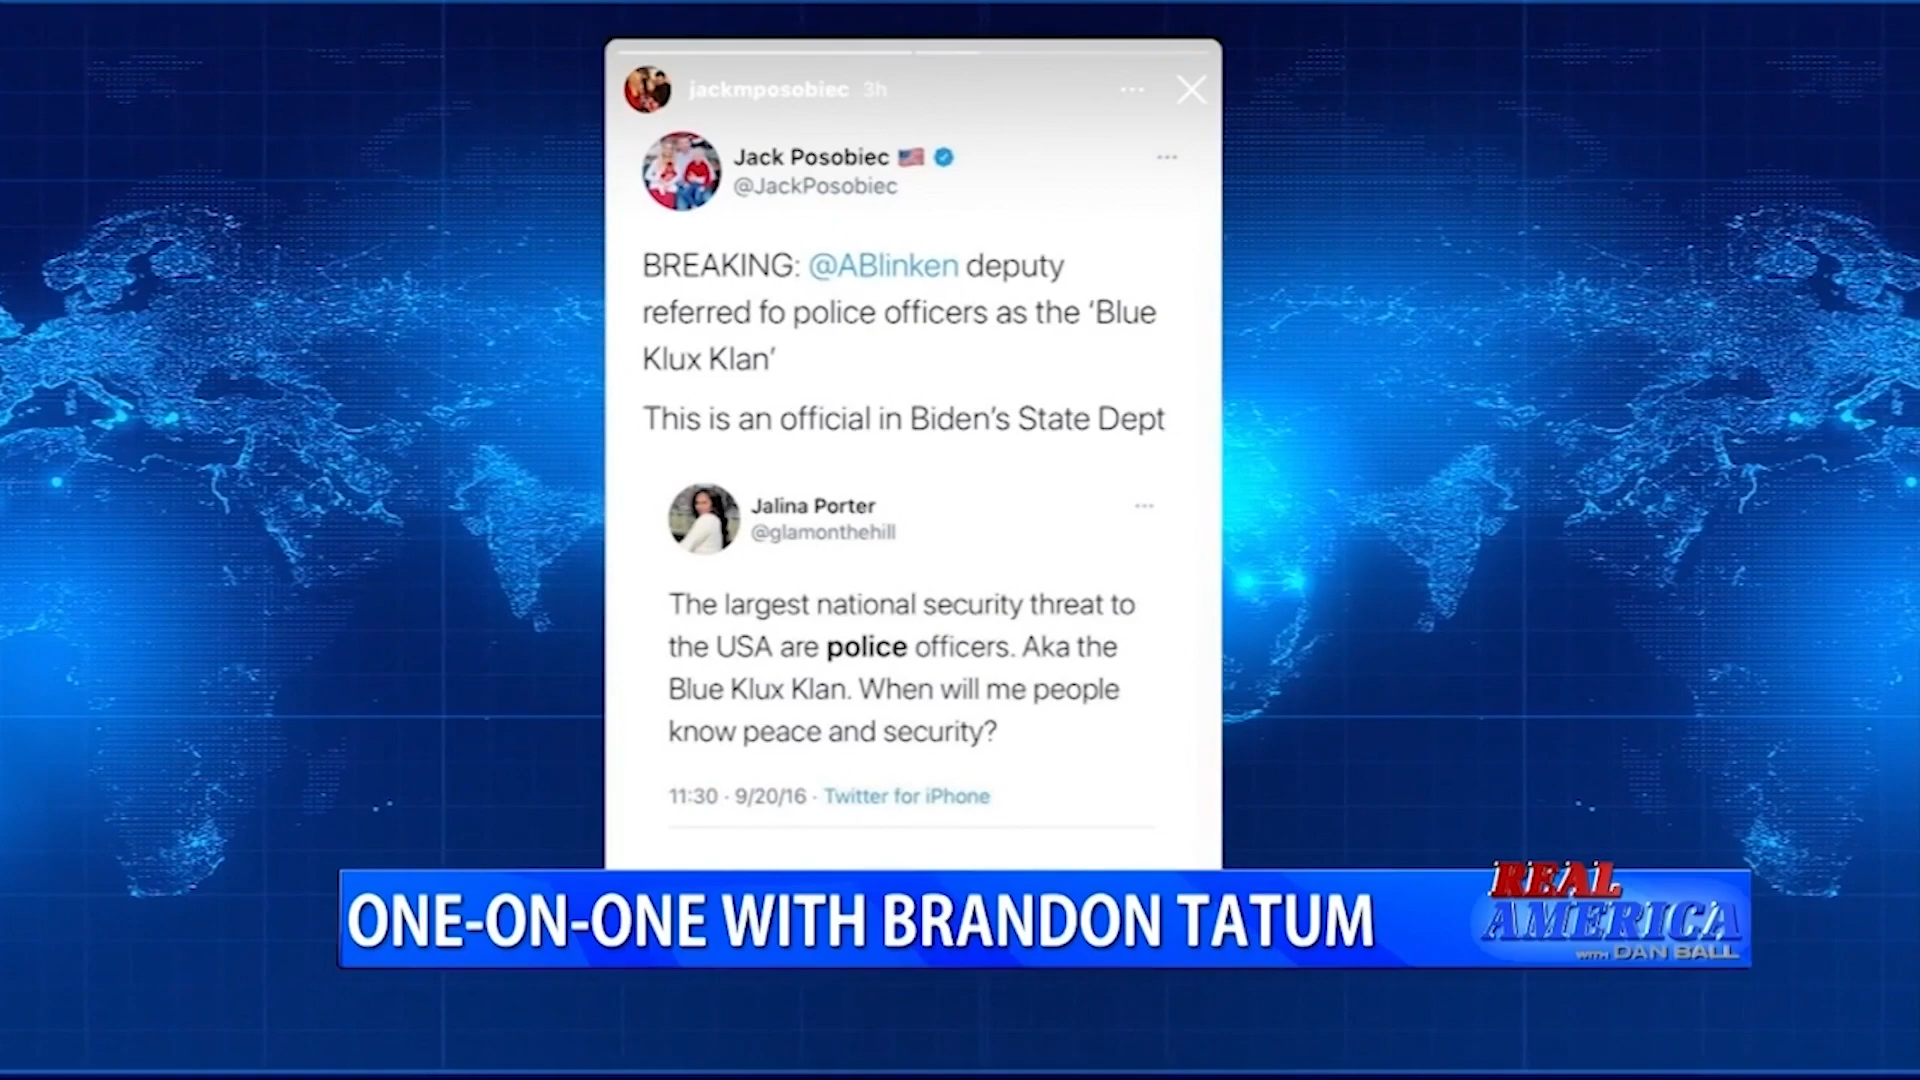 jackmposobiec 3h
Jack Posobiec
@JackPosobiec
BREAKING: @ABlinken deputy
referred fo police officers as the ‘Blue
Klux Klan’
This is an official in Biden’s State Dept
Jalina Porter
@glamonthehill
The largest national security threat to
the USA are police officers. Aka the
Blue Klux Klan. When will me people
know peace and security?
11:30 · 9/20/16 · Twitter for iPhone
ONE-ON-ONE WITH BRANDON TATUM
REAL
AMERICA
WITH DAN BALL